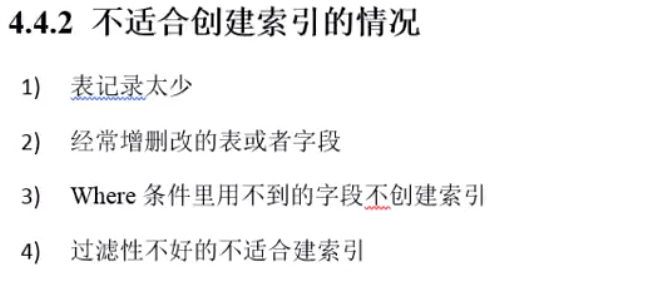 4.4.2 不适合创建索引的情况
1) 表记录太少
2) 经常增删改的表或者字段
3) Where 条件里用不到的字段不创建索引
4) 过滤性不好的不适合建索引